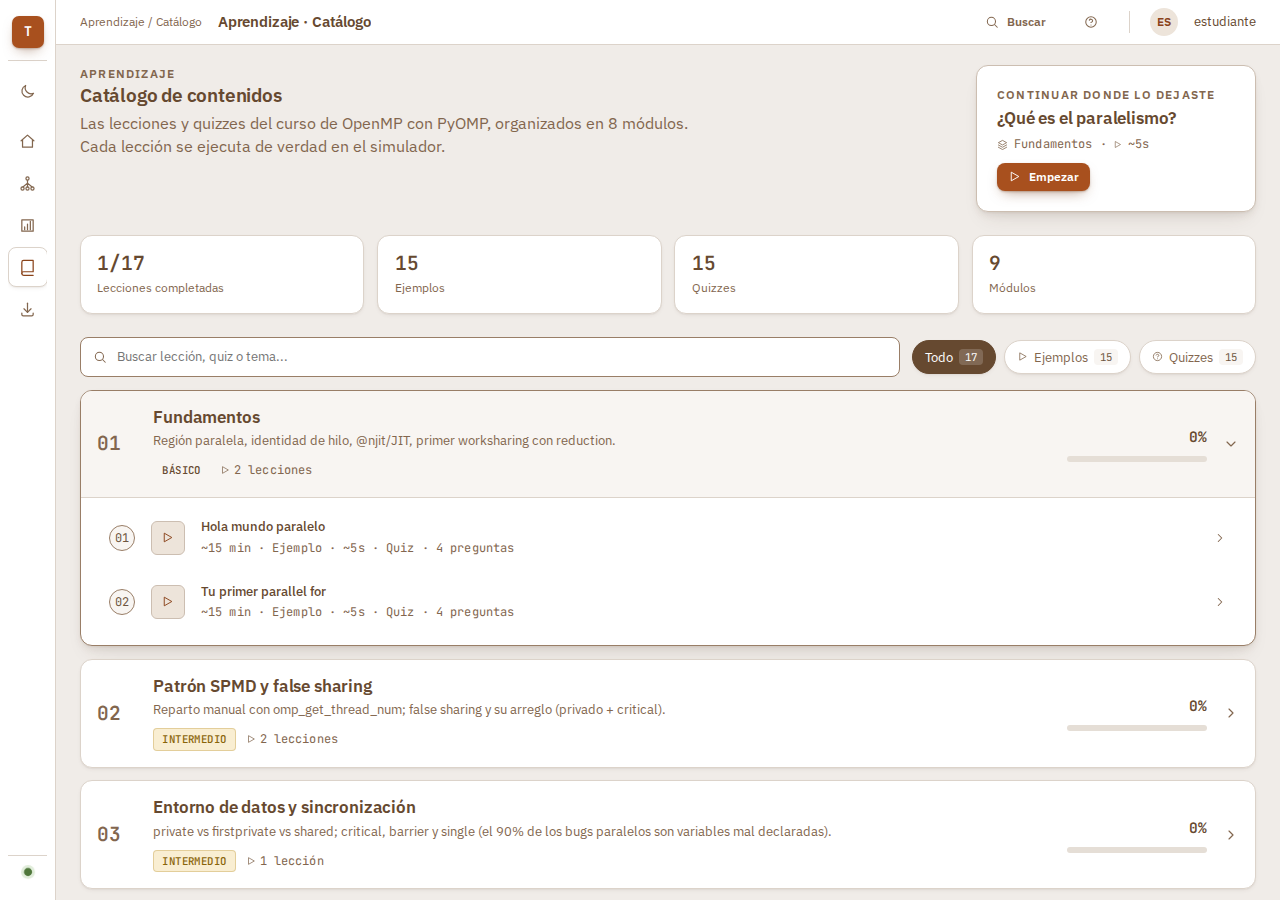 T
Aprendizaje / Catálogo
Aprendizaje · Catálogo
Buscar
ES
estudiante
APRENDIZAJE
Catálogo de contenidos
Las lecciones y quizzes del curso de OpenMP con PyOMP, organizados en 8 módulos.
Cada lección se ejecuta de verdad en el simulador.
CONTINUAR DONDE LO DEJASTE
¿Qué es el paralelismo?
Fundamentos · ~5s
Empezar
1/17
Lecciones completadas
15
Ejemplos
15
Quizzes
9
Módulos
Buscar lección, quiz o tema...
Todo 17
Ejemplos 15
Quizzes 15
01
Fundamentos
Región paralela, identidad de hilo, @njit/JIT, primer worksharing con reduction.
BÁSICO 2 lecciones
0%
01
Hola mundo paralelo
~15 min · Ejemplo · ~5s · Quiz · 4 preguntas
02
Tu primer parallel for
~15 min · Ejemplo · ~5s · Quiz · 4 preguntas
02
Patrón SPMD y false sharing
Reparto manual con omp_get_thread_num; false sharing y su arreglo (privado + critical).
INTERMEDIO 2 lecciones
0%
03
Entorno de datos y sincronización
private vs firstprivate vs shared; critical, barrier y single (el 90% de los bugs paralelos son variables mal declaradas).
INTERMEDIO 1 lección
0%